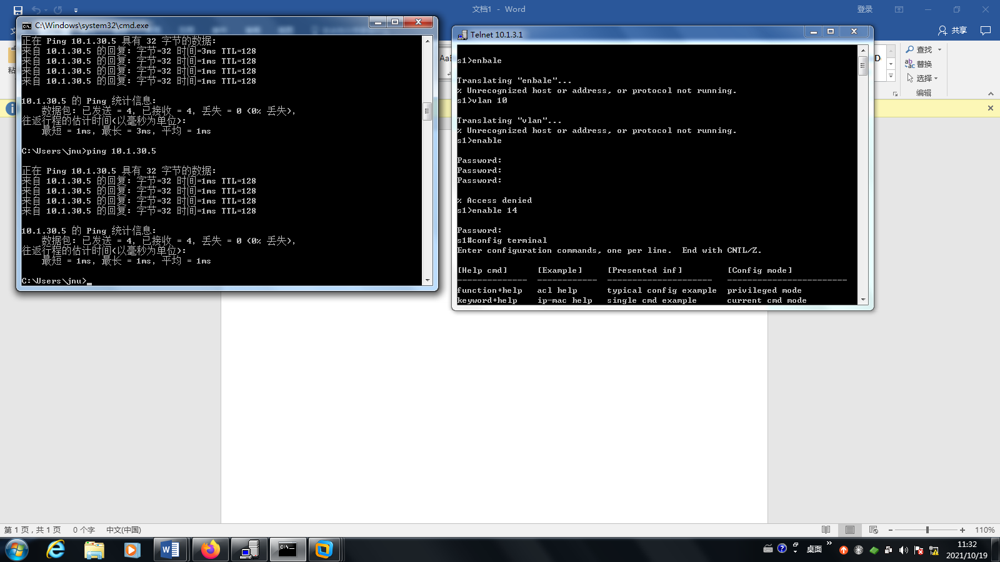 文档1 - Word
登录
C:\Windows\system32\cmd.exe
正在 Ping 10.1.30.5 具有 32 字节的数据:
来自 10.1.30.5 的回复: 字节=32 时间=3ms TTL=128
来自 10.1.30.5 的回复: 字节=32 时间=1ms TTL=128
来自 10.1.30.5 的回复: 字节=32 时间=1ms TTL=128
来自 10.1.30.5 的回复: 字节=32 时间=1ms TTL=128
10.1.30.5 的 Ping 统计信息:
数据包: 已发送 = 4, 已接收 = 4, 丢失 = 0 (0% 丢失),
往返行程的估计时间(以毫秒为单位):
最短 = 1ms, 最长 = 3ms, 平均 = 1ms
C:\Users\jnu>ping 10.1.30.5
正在 Ping 10.1.30.5 具有 32 字节的数据:
来自 10.1.30.5 的回复: 字节=32 时间=1ms TTL=128
来自 10.1.30.5 的回复: 字节=32 时间=1ms TTL=128
来自 10.1.30.5 的回复: 字节=32 时间=1ms TTL=128
来自 10.1.30.5 的回复: 字节=32 时间=1ms TTL=128
10.1.30.5 的 Ping 统计信息:
数据包: 已发送 = 4, 已接收 = 4, 丢失 = 0 (0% 丢失),
往返行程的估计时间(以毫秒为单位):
最短 = 1ms, 最长 = 1ms, 平均 = 1ms
C:\Users\jnu>_
Telnet 10.1.3.1
s1>enbale
Translating "enbale"...
% Unrecognized host or address, or protocol not running.
s1>vlan 10
Translating "vlan"...
% Unrecognized host or address, or protocol not running.
s1>enable
Password:
Password:
Password:
% Access denied
s1>enable 14
Password:
s1#config terminal
Enter configuration commands, one per line. End with CNTL/Z.
[Help cmd] [Example] [Presented inf] [Config mode]
-------------- ------------ --------------------- ------------------------
function+help acl help typical config example privileged mode
keyword+help ip-mac help single cmd example current cmd mode
共享
查找
替换
选择
编辑
第 1 页，共 1 页 0 个字 中文(中国)
110%
桌面
11:32
2021/10/19